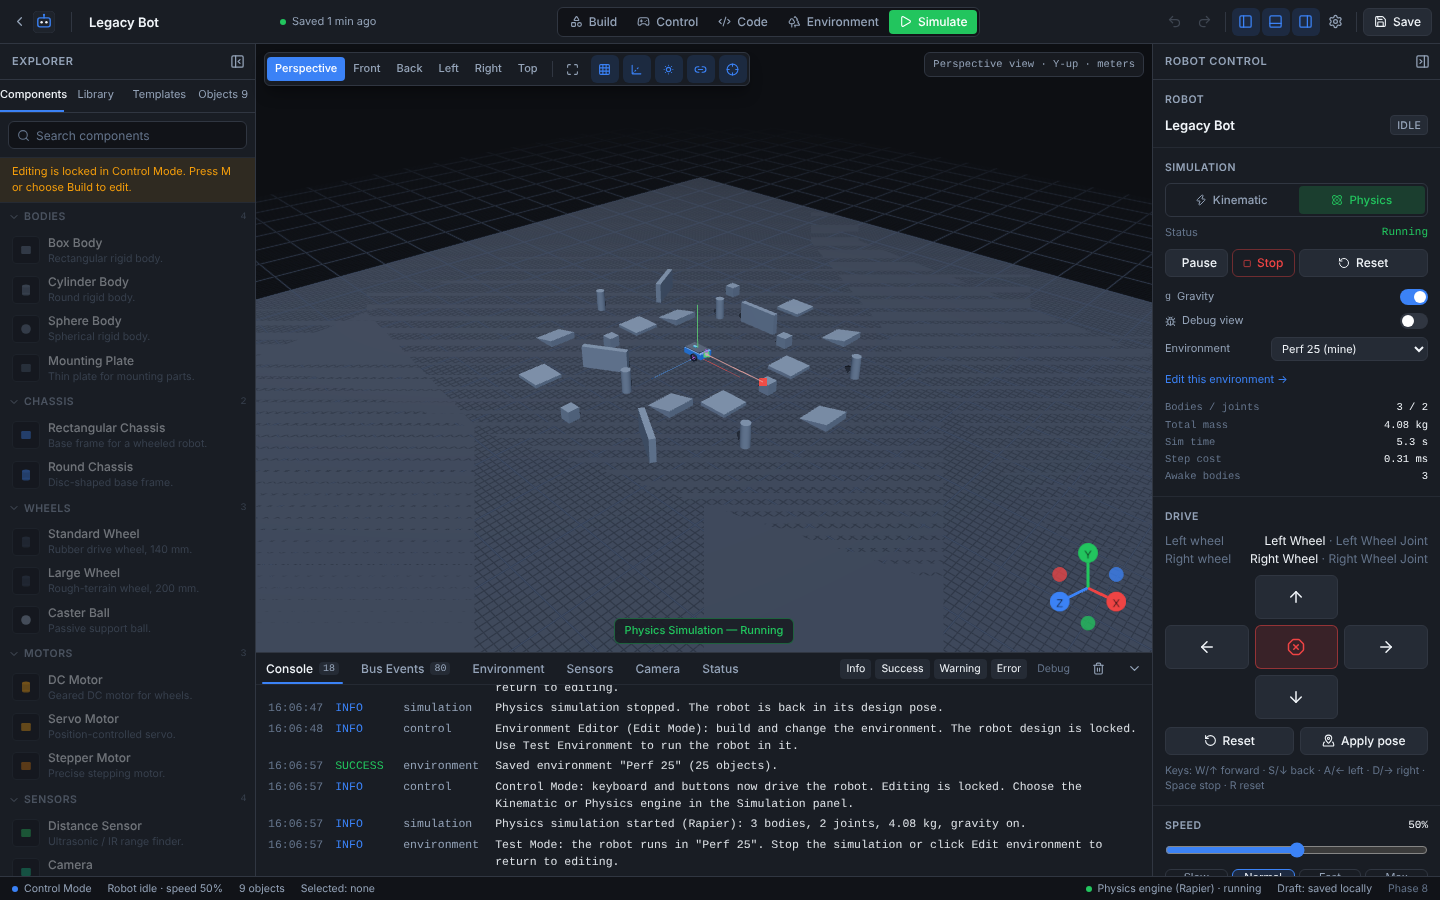 Legacy Bot
Saved 1 min ago
Build
Control
Code
Environment
Simulate
Save
EXPLORER
Components
Library
Templates
Objects 9
Search components
Editing is locked in Control Mode. Press M
or choose Build to edit.
BODIES 4
Box Body
Rectangular rigid body.
Cylinder Body
Round rigid body.
Sphere Body
Spherical rigid body.
Mounting Plate
Thin plate for mounting parts.
CHASSIS 2
Rectangular Chassis
Base frame for a wheeled robot.
Round Chassis
Disc-shaped base frame.
WHEELS 3
Standard Wheel
Rubber drive wheel, 140 mm.
Large Wheel
Rough-terrain wheel, 200 mm.
Caster Ball
Passive support ball.
MOTORS 3
DC Motor
Geared DC motor for wheels.
Servo Motor
Position-controlled servo.
Stepper Motor
Precise stepping motor.
SENSORS 4
Distance Sensor
Ultrasonic / IR range finder.
Camera
Perspective
Front
Back
Left
Right
Top
Perspective view · Y-up · meters
Y
Z
X
Physics Simulation — Running
Console 18
Bus Events 80
Environment
Sensors
Camera
Status
Info
Success
Warning
Error
Debug
return to editing.
16:06:47 INFO simulation Physics simulation stopped. The robot is back in its design pose.
16:06:48 INFO control Environment Editor (Edit Mode): build and change the environment. The robot design is locked.
Use Test Environment to run the robot in it.
16:06:57 SUCCESS environment Saved environment "Perf 25" (25 objects).
16:06:57 INFO control Control Mode: keyboard and buttons now drive the robot. Editing is locked. Choose the
Kinematic or Physics engine in the Simulation panel.
16:06:57 INFO simulation Physics simulation started (Rapier): 3 bodies, 2 joints, 4.08 kg, gravity on.
16:06:57 INFO environment Test Mode: the robot runs in "Perf 25". Stop the simulation or click Edit environment to
return to editing.
ROBOT CONTROL
ROBOT
Legacy Bot
IDLE
SIMULATION
Kinematic
Physics
Status Running
Pause
Stop
Reset
g Gravity
Debug view
Environment Perf 25 (mine)
Edit this environment →
Bodies / joints 3 / 2
Total mass 4.08 kg
Sim time 5.3 s
Step cost 0.31 ms
Awake bodies 3
DRIVE
Left wheel Left Wheel · Left Wheel Joint
Right wheel Right Wheel · Right Wheel Joint
Reset
Apply pose
Keys: W/↑ forward · S/↓ back · A/← left · D/→ right ·
Space stop · R reset
SPEED 50%
Slow
Normal
Fast
Max
Control Mode
Robot idle · speed 50%
9 objects
Selected: none
Physics engine (Rapier) · running
Draft: saved locally
Phase 8